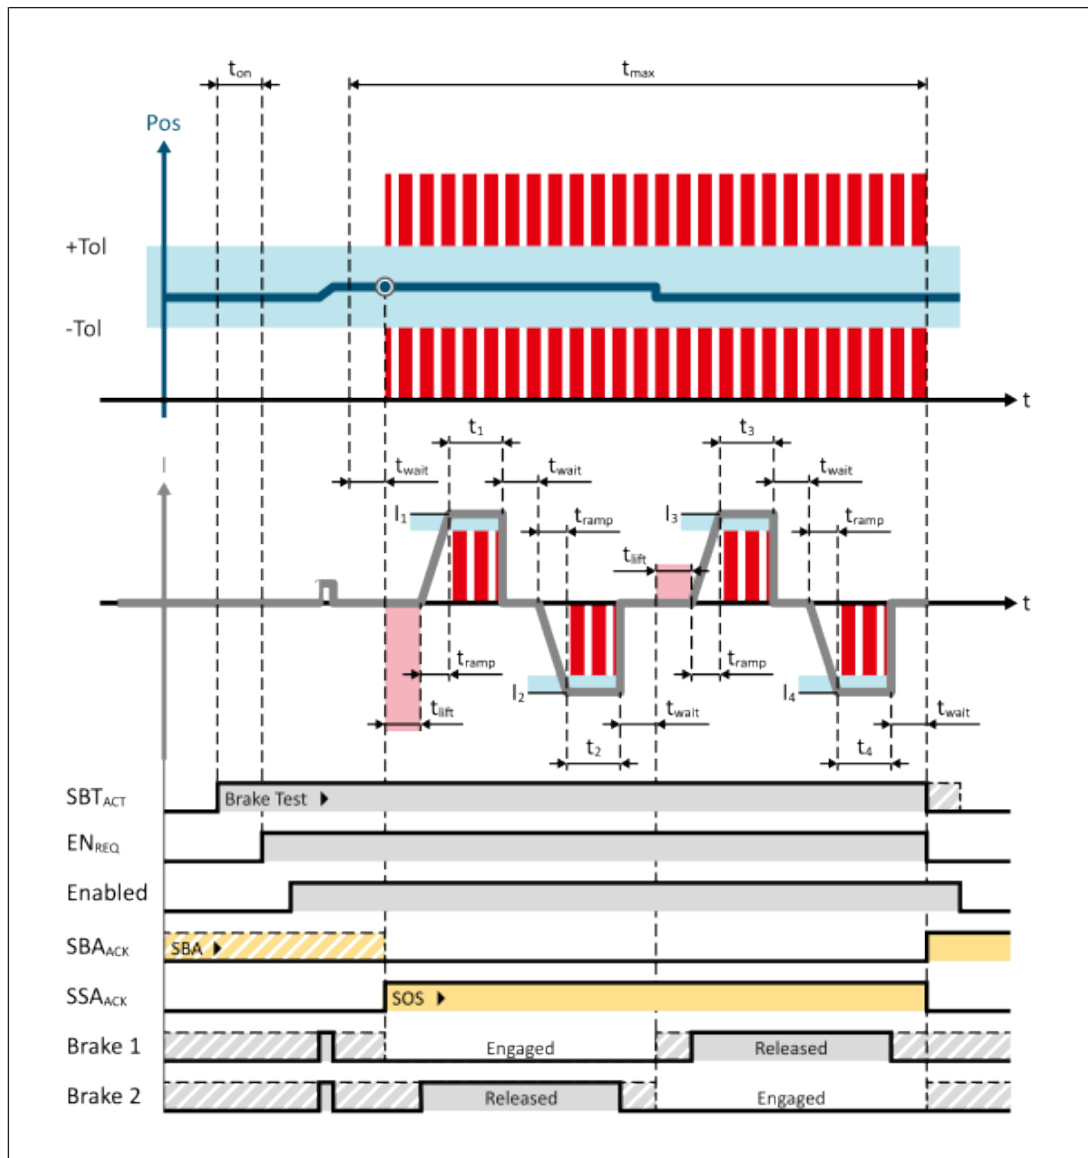 t_on
t_max
Pos
+Tol
-Tol
t
t_1 t_3
t_wait t_wait t_wait
I_1 t_ramp I_3 t_ramp
t_lift
t
t_ramp t_ramp
I_2 I_4
t_lift t_wait t_wait
t_2 t_4
SBT_ACT Brake Test
EN_REQ
Enabled
SBA_ACK SBA
SSA_ACK SOS
Brake 1 Engaged Released
Brake 2 Released Engaged